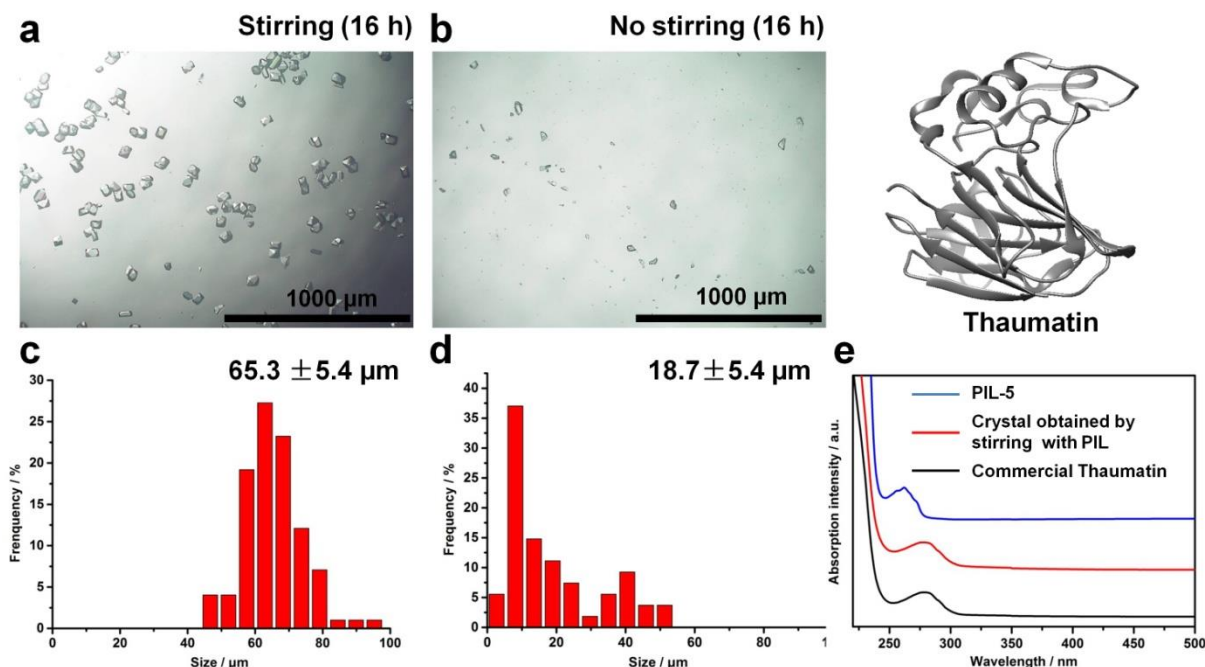 a
Stirring (16 h)
b
No stirring (16 h)
1000 µm
1000 µm
Thaumatin
c
65.3 ±5.4 µm
30
25
20
15
10
5
0
Frenquency / %
0 20 40 60 80 100
Size / µm
d
18.7±5.4 µm
40
35
30
25
20
15
10
5
0
Frequency / %
0 20 40 60 80
Size / µm
e
PIL-5
Crystal obtained by
stirring with PIL
Commercial Thaumatin
Absorption intensity / a.u.
250 300 350 400 450 500
Wavelength / nm